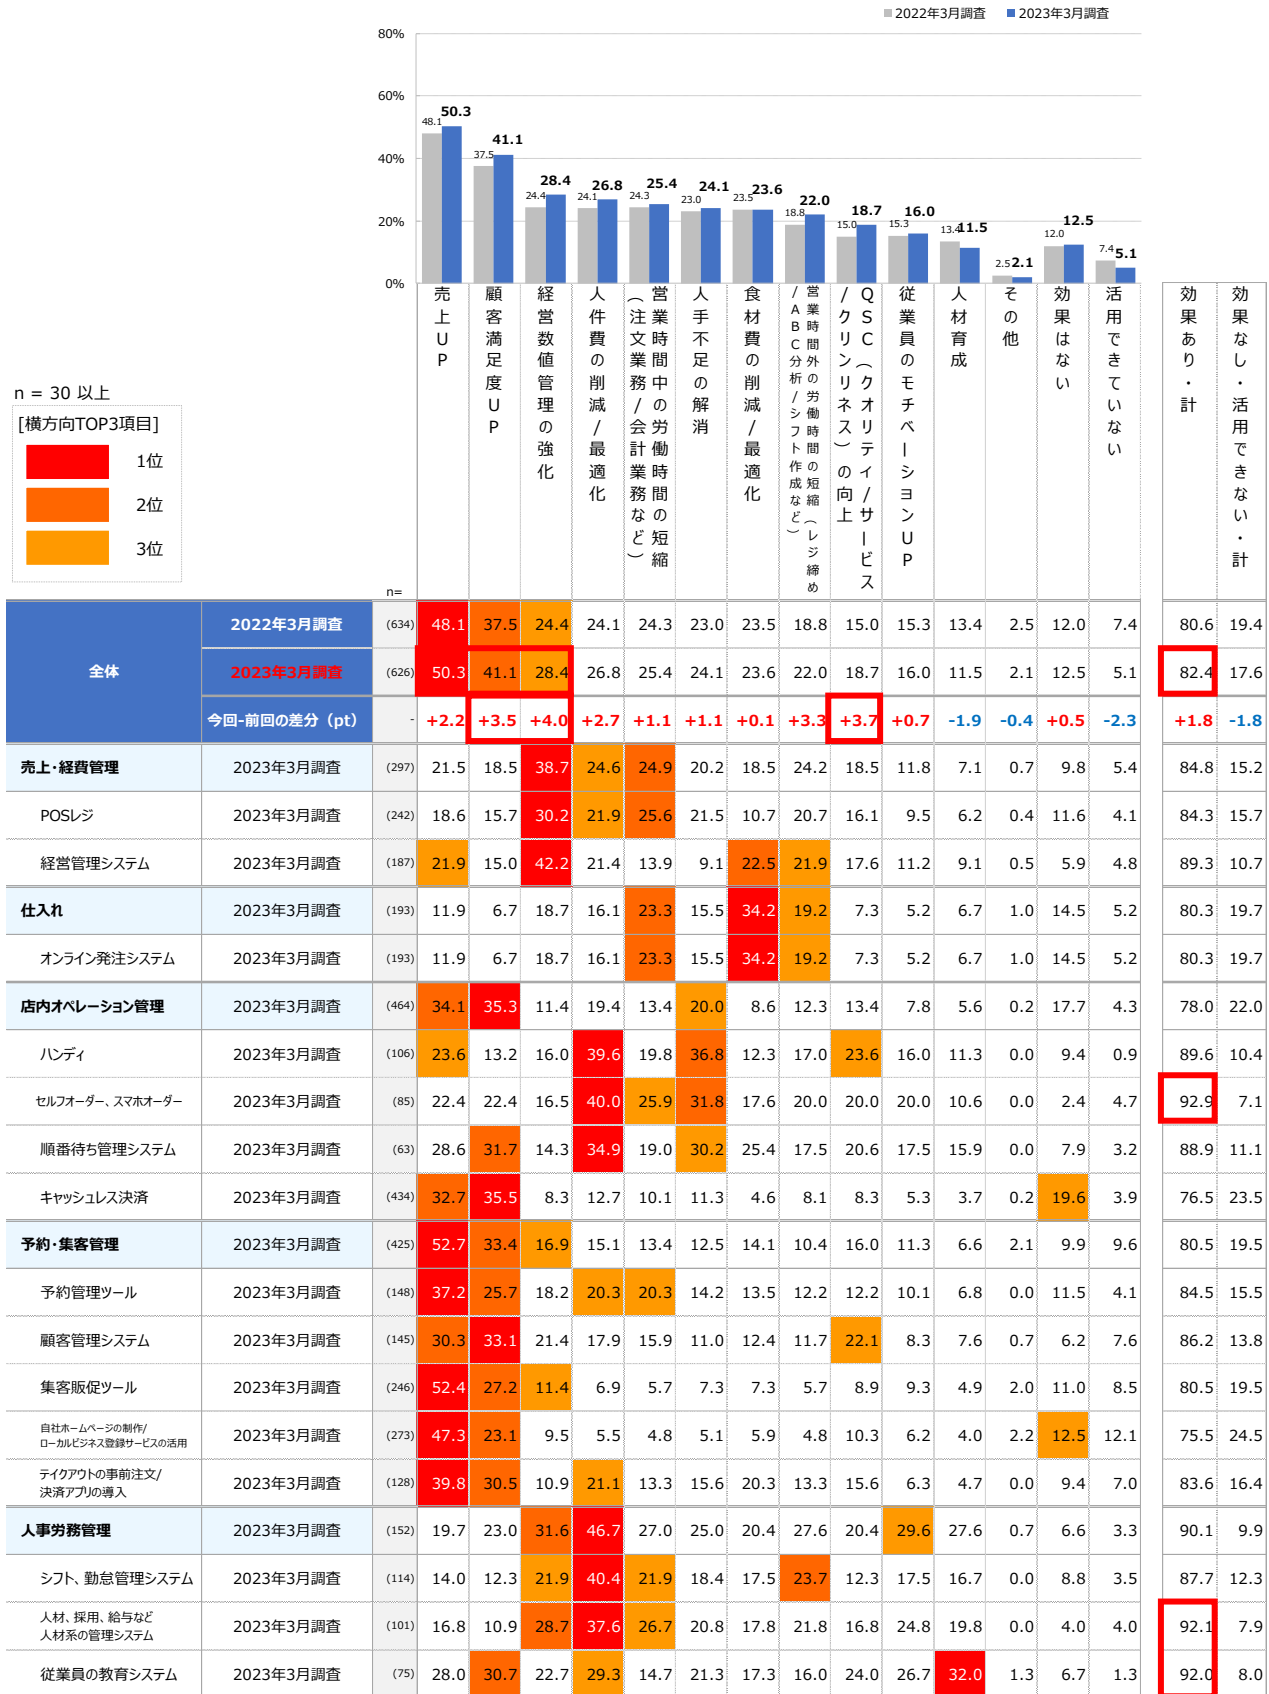 ■2022年3月調査 ■2023年3月調査
80%
60%
40%
20%
0%
48.1 50.3
37.5 41.1
24.4 28.4
24.1 26.8
24.3 25.4
23.0 24.1
23.5 23.6
18.8 22.0
15.0 18.7
15.3 16.0
13.4 11.5
2.5 2.1
12.0 12.5
7.4 5.1
売上UP
顧客満足度UP
経営数値管理の強化
人件費の削減/最適化
営業時間中の労働時間の短縮
(注文業務/会計業務など)
人手不足の解消
食材費の削減/最適化
営業時間外の労働時間の短縮(レジ締め
/ABC分析/シフト作成など)
QSC(クオリティ/サービス
/クリンリネス)の向上
従業員のモチベーションUP
人材育成
その他
効果はない
活用できていない
効果あり・計
効果なし・活用できない・計
n = 30 以上
[横方向TOP3項目]
1位
2位
3位
n=
全体
2022年3月調査 (634) 48.1 37.5 24.4 24.1 24.3 23.0 23.5 18.8 15.0 15.3 13.4 2.5 12.0 7.4 80.6 19.4
2023年3月調査 (626) 50.3 41.1 28.4 26.8 25.4 24.1 23.6 22.0 18.7 16.0 11.5 2.1 12.5 5.1 82.4 17.6
今回-前回の差分(pt) - +2.2 +3.5 +4.0 +2.7 +1.1 +1.1 +0.1 +3.3 +3.7 +0.7 -1.9 -0.4 +0.5 -2.3 +1.8 -1.8
売上・経費管理 2023年3月調査 (297) 21.5 18.5 38.7 24.6 24.9 20.2 18.5 24.2 18.5 11.8 7.1 0.7 9.8 5.4 84.8 15.2
POSレジ 2023年3月調査 (242) 18.6 15.7 30.2 21.9 25.6 21.5 10.7 20.7 16.1 9.5 6.2 0.4 11.6 4.1 84.3 15.7
経営管理システム 2023年3月調査 (187) 21.9 15.0 42.2 21.4 13.9 9.1 22.5 21.9 17.6 11.2 9.1 0.5 5.9 4.8 89.3 10.7
仕入れ 2023年3月調査 (193) 11.9 6.7 18.7 16.1 23.3 15.5 34.2 19.2 7.3 5.2 6.7 1.0 14.5 5.2 80.3 19.7
オンライン発注システム 2023年3月調査 (193) 11.9 6.7 18.7 16.1 23.3 15.5 34.2 19.2 7.3 5.2 6.7 1.0 14.5 5.2 80.3 19.7
店内オペレーション管理 2023年3月調査 (464) 34.1 35.3 11.4 19.4 13.4 20.0 8.6 12.3 13.4 7.8 5.6 0.2 17.7 4.3 78.0 22.0
ハンディ 2023年3月調査 (106) 23.6 13.2 16.0 39.6 19.8 36.8 12.3 17.0 23.6 16.0 11.3 0.0 9.4 0.9 89.6 10.4
セルフオーダー、スマホオーダー 2023年3月調査 (85) 22.4 22.4 16.5 40.0 25.9 31.8 17.6 20.0 20.0 20.0 10.6 0.0 2.4 4.7 92.9 7.1
順番待ち管理システム 2023年3月調査 (63) 28.6 31.7 14.3 34.9 19.0 30.2 25.4 17.5 20.6 17.5 15.9 0.0 7.9 3.2 88.9 11.1
キャッシュレス決済 2023年3月調査 (434) 32.7 35.5 8.3 12.7 10.1 11.3 4.6 8.1 8.3 5.3 3.7 0.2 19.6 3.9 76.5 23.5
予約・集客管理 2023年3月調査 (425) 52.7 33.4 16.9 15.1 13.4 12.5 14.1 10.4 16.0 11.3 6.6 2.1 9.9 9.6 80.5 19.5
予約管理ツール 2023年3月調査 (148) 37.2 25.7 18.2 20.3 20.3 14.2 13.5 12.2 12.2 10.1 6.8 0.0 11.5 4.1 84.5 15.5
顧客管理システム 2023年3月調査 (145) 30.3 33.1 21.4 17.9 15.9 11.0 12.4 11.7 22.1 8.3 7.6 0.7 6.2 7.6 86.2 13.8
集客販促ツール 2023年3月調査 (246) 52.4 27.2 11.4 6.9 5.7 7.3 7.3 5.7 8.9 9.3 4.9 2.0 11.0 8.5 80.5 19.5
自社ホームページの制作/
ローカルビジネス登録サービスの活用 2023年3月調査 (273) 47.3 23.1 9.5 5.5 4.8 5.1 5.9 4.8 10.3 6.2 4.0 2.2 12.5 12.1 75.5 24.5
テイクアウトの事前注文/
決済アプリの導入 2023年3月調査 (128) 39.8 30.5 10.9 21.1 13.3 15.6 20.3 13.3 15.6 6.3 4.7 0.0 9.4 7.0 83.6 16.4
人事労務管理 2023年3月調査 (152) 19.7 23.0 31.6 46.7 27.0 25.0 20.4 27.6 20.4 29.6 27.6 0.7 6.6 3.3 90.1 9.9
シフト、勤怠管理システム 2023年3月調査 (114) 14.0 12.3 21.9 40.4 21.9 18.4 17.5 23.7 12.3 17.5 16.7 0.0 8.8 3.5 87.7 12.3
人材、採用、給与など
人材系の管理システム 2023年3月調査 (101) 16.8 10.9 28.7 37.6 26.7 20.8 17.8 21.8 16.8 24.8 19.8 0.0 4.0 4.0 92.1 7.9
従業員の教育システム 2023年3月調査 (75) 28.0 30.7 22.7 29.3 14.7 21.3 17.3 16.0 24.0 26.7 32.0 1.3 6.7 1.3 92.0 8.0